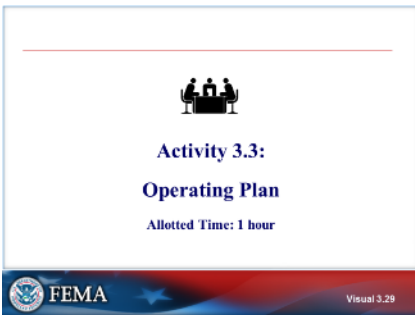 Activity 3.3:
Operating Plan
Allotted Time: 1 hour
FEMA
Visual 3.29